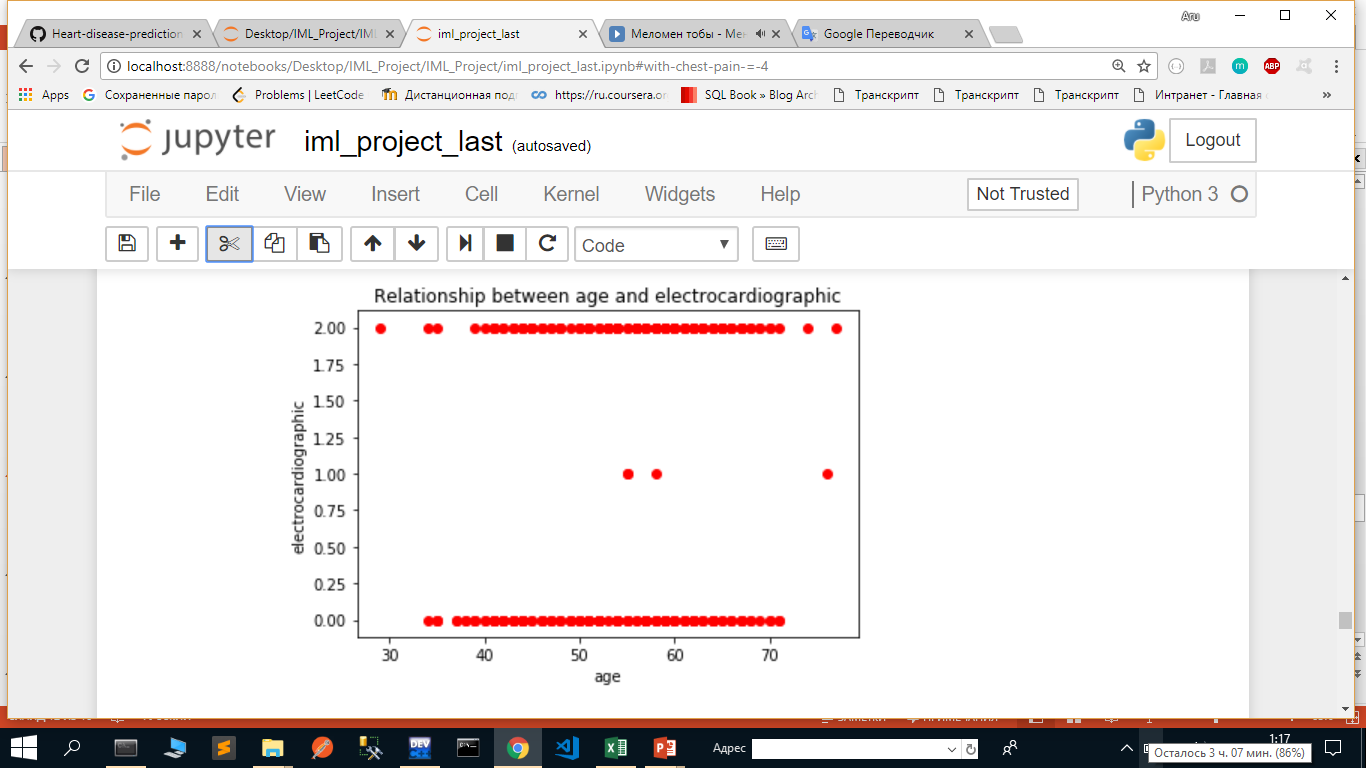 Aru
Heart-disease-prediction
Desktop/IML_Project/IML
iml_project_last
Меломен тобы - Мен
Google Переводчик
localhost:8888/notebooks/Desktop/IML_Project/IML_Project/iml_project_last.ipynb#with-chest-pain-=-4
ABP
Apps
Сохраненные парол
Problems | LeetCode
Дистанционная под
https://ru.coursera.or
SQL Book » Blog Arch
Транскрипт
Транскрипт
Транскрипт
Интранет - Главная
»
jupyter
iml_project_last (autosaved)
Logout
File Edit View Insert Cell Kernel Widgets Help
Not Trusted
Python 3
Code
Relationship between age and electrocardiographic
2.00
1.75
1.50
1.25
1.00
0.75
0.50
0.25
0.00
electrocardiographic
30 40 50 60 70
age
DEV
Адрес
1:17
Осталось 3 ч. 07 мин. (86%)